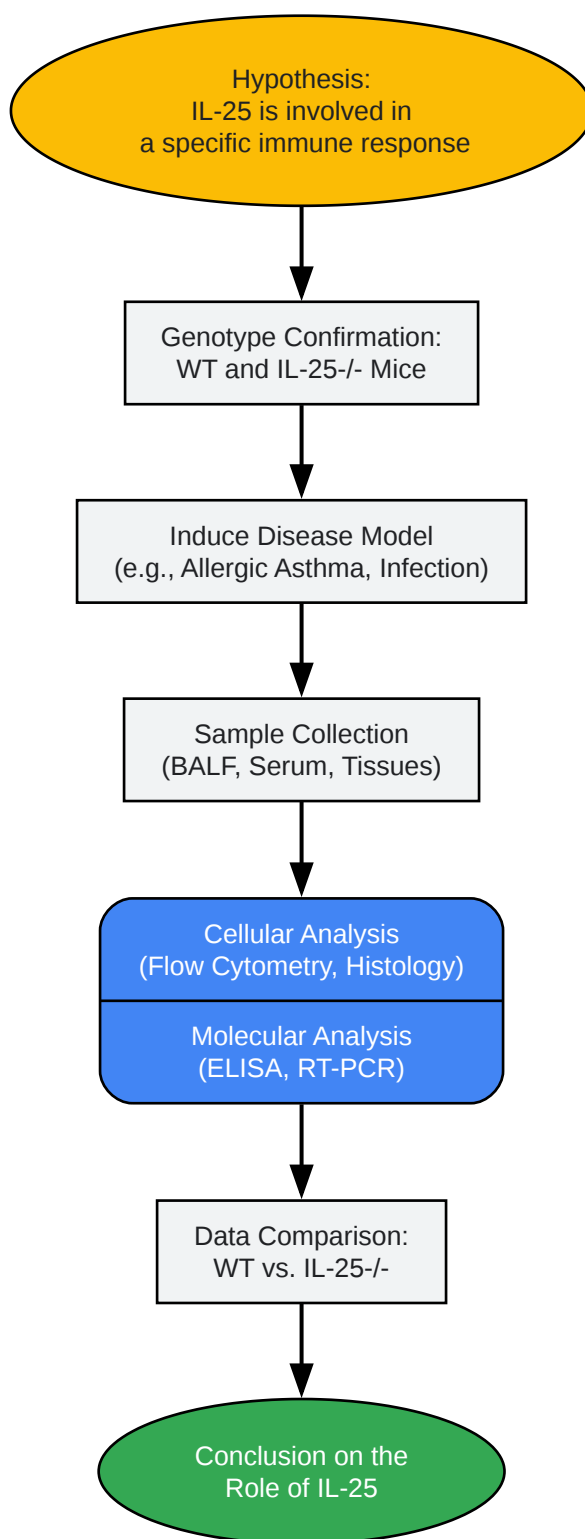 Hypothesis:
IL-25 is involved in
a specific immune response
Genotype Confirmation:
WT and IL-25-/- Mice
Induce Disease Model
(e.g., Allergic Asthma, Infection)
Sample Collection
(BALF, Serum, Tissues)
Cellular Analysis
(Flow Cytometry, Histology)
Molecular Analysis
(ELISA, RT-PCR)
Data Comparison:
WT vs. IL-25-/-
Conclusion on the
Role of IL-25